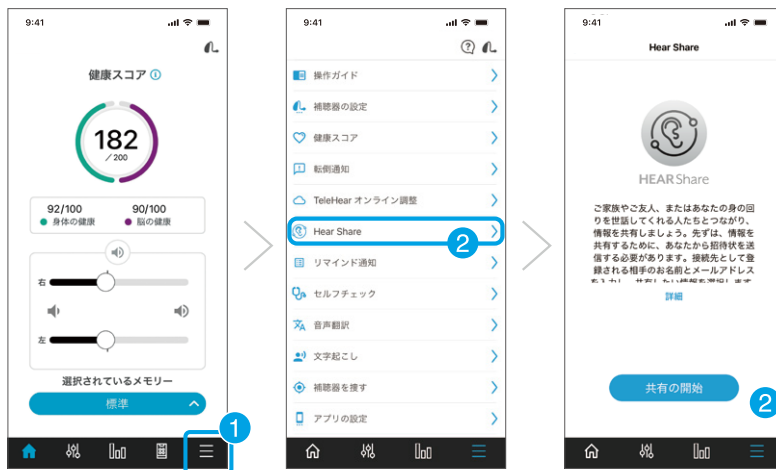 9:41
健康スコア
182
/200
92/100
身体の健康
90/100
脳の健康
右
左
選択されているメモリー
標準
1
9:41
操作ガイド
補聴器の設定
健康スコア
転倒通知
TeleHear オンライン調整
Hear Share
2
リマインド通知
セルフチェック
音声翻訳
文字起こし
補聴器を捜す
アプリの設定
9:41
Hear Share
HEARShare
ご家族やご友人、またはあなたの身の回
りを世話してくれる人たちとつながり、
情報を共有しましょう。先ずは、情報を
共有するために、あなたから招待状を送
信する必要があります。接続先として登
録される相手のお名前とメールアドレス
詳細
共有の開始
2